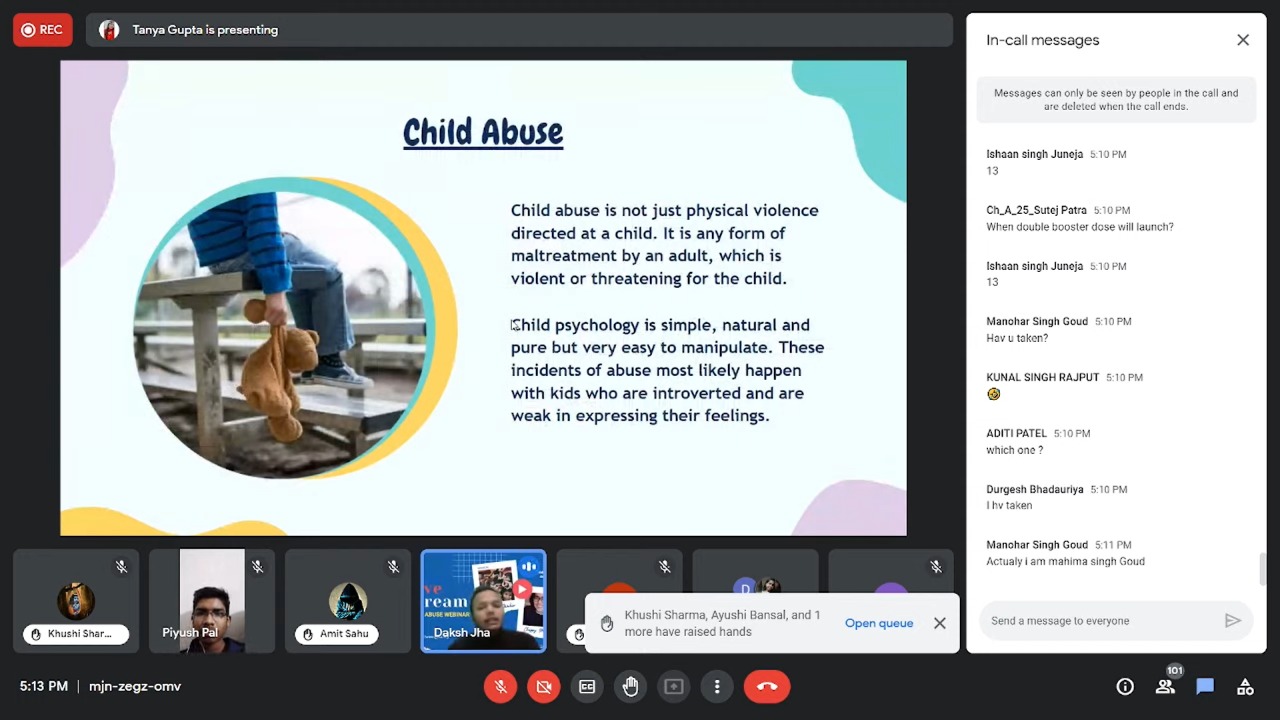 REC
Tanya Gupta is presenting
Child Abuse
Child abuse is not just physical violence
directed at a child. It is any form of
maltreatment by an adult, which is
violent or threatening for the child.
Child psychology is simple, natural and
pure but very easy to manipulate. These
incidents of abuse most likely happen
with kids who are introverted and are
weak in expressing their feelings.
Khushi Shar...
Piyush Pal
Amit Sahu
ABUSE WEBINAR
Daksh Jha
D
Khushi Sharma, Ayushi Bansal, and 1
more have raised hands
Open queue
5:13 PM | mjn-zegz-omv
In-call messages
Messages can only be seen by people in the call and
are deleted when the call ends.
Ishaan singh Juneja 5:10 PM
13
Ch_A_25_Sutej Patra 5:10 PM
When double booster dose will launch?
Ishaan singh Juneja 5:10 PM
13
Manohar Singh Goud 5:10 PM
Hav u taken?
KUNAL SINGH RAJPUT 5:10 PM
🤣
ADITI PATEL 5:10 PM
which one ?
Durgesh Bhadauriya 5:10 PM
I hv taken
Manohar Singh Goud 5:11 PM
Actualy i am mahima singh Goud
Send a message to everyone
101